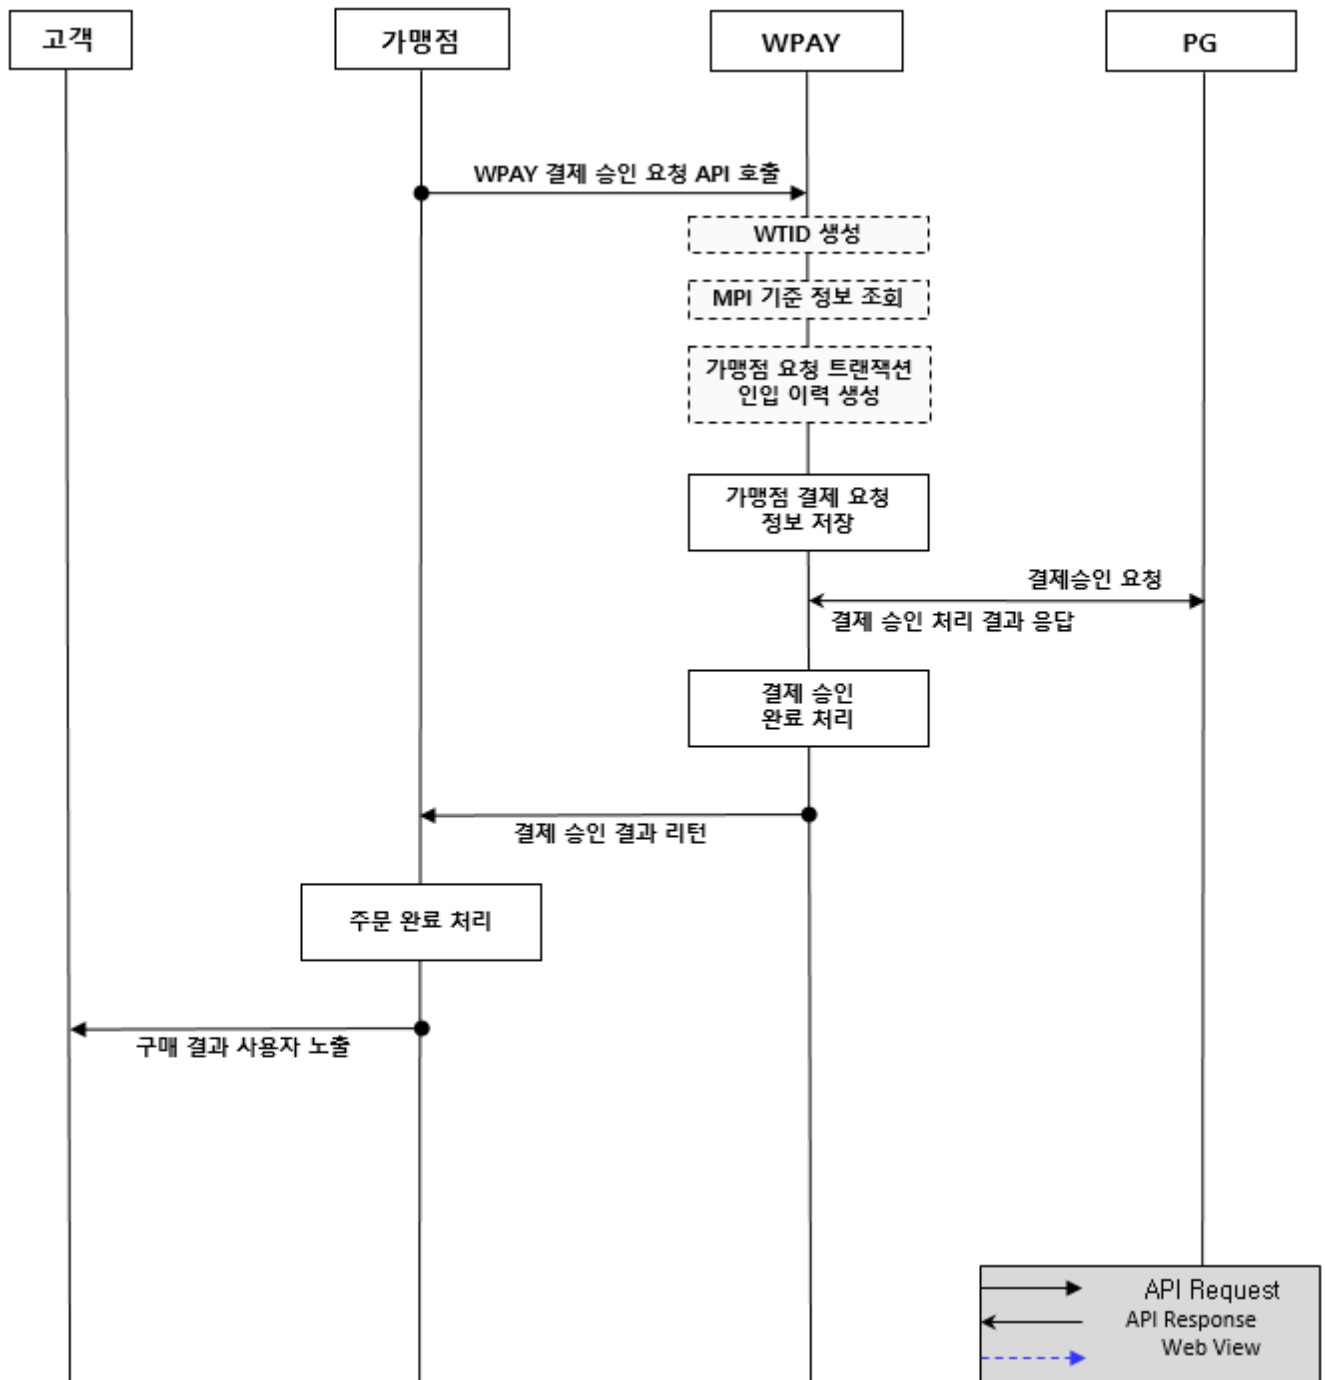 고객
가맹점
WPAY
PG
WPAY 결제 승인 요청 API 호출
WTID 생성
MPI 기준 정보 조회
가맹점 요청 트랜잭션
인입 이력 생성
가맹점 결제 요청
정보 저장
결제승인 요청
결제 승인 처리 결과 응답
결제 승인
완료 처리
결제 승인 결과 리턴
주문 완료 처리
구매 결과 사용자 노출
API Request
API Response
Web View